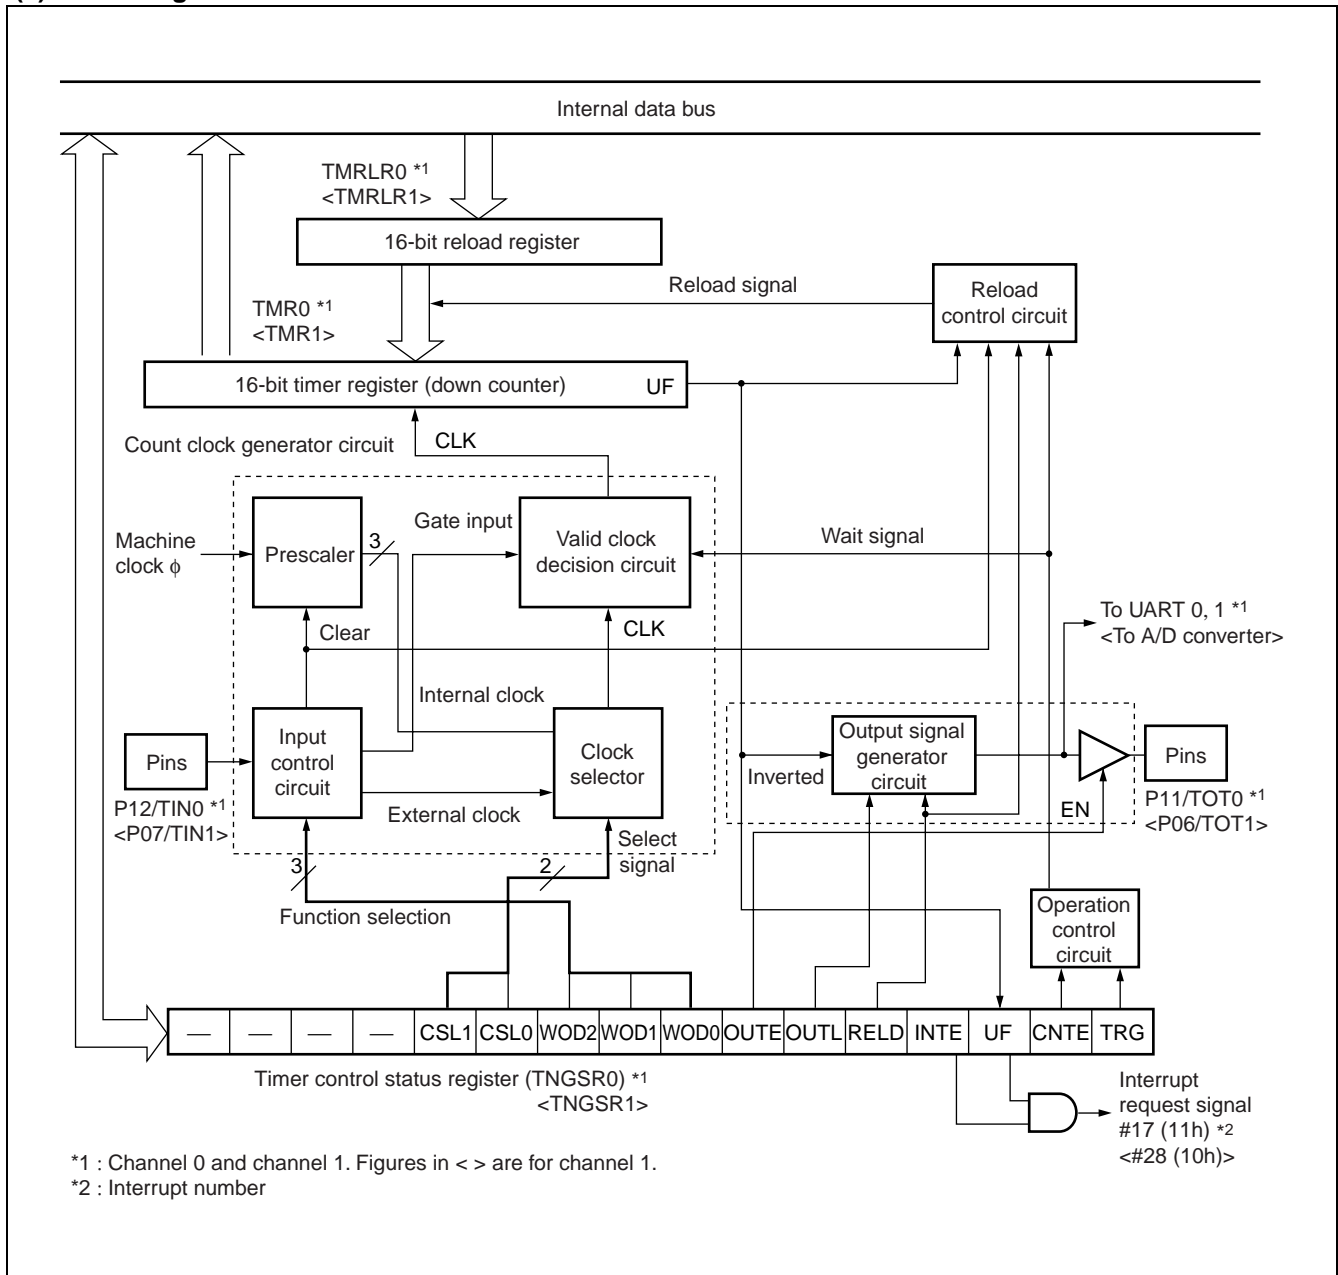 Internal data bus
TMRLR0 *1
<TMRLR1>
16-bit reload register
Reload signal
Reload
control circuit
TMR0 *1
<TMR1>
16-bit timer register (down counter)
UF
Count clock generator circuit
CLK
Machine
clock ϕ
Prescaler
3
Gate input
Valid clock
decision circuit
Wait signal
Clear
CLK
To UART 0, 1 *1
<To A/D converter>
Internal clock
Pins
P12/TIN0 *1
<P07/TIN1>
Input
control
circuit
External clock
Clock
selector
Inverted
Output signal
generator
circuit
EN
Pins
P11/TOT0 *1
<P06/TOT1>
3
Function selection
2
Select
signal
Operation
control
circuit
— — — — CSL1 CSL0 WOD2 WOD1 WOD0 OUTE OUTL RELD INTE UF CNTE TRG
Timer control status register (TNGSR0) *1
<TNGSR1>
Interrupt
request signal
#17 (11h) *2
<#28 (10h)>
*1 : Channel 0 and channel 1. Figures in < > are for channel 1.
*2 : Interrupt number